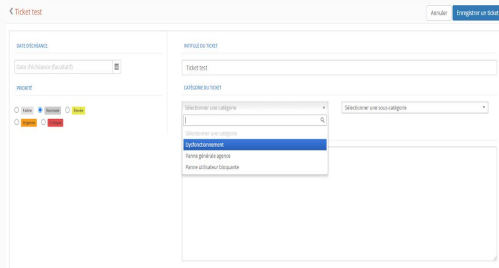 Ticket test
Annuler
Enregistrer un ticket
DATE D'ÉCHÉANCE
Date d'échéance (facultatif)
PRIORITÉ
Faible
Normale
Élevée
Urgente
Critique
INTITULÉ DU TICKET
Ticket test
CATÉGORIE DU TICKET
Sélectionner une catégorie
Sélectionner une sous-catégorie
Sélectionner une catégorie
Dysfonctionnement
Panne générale agence
Panne utilisateur bloquante